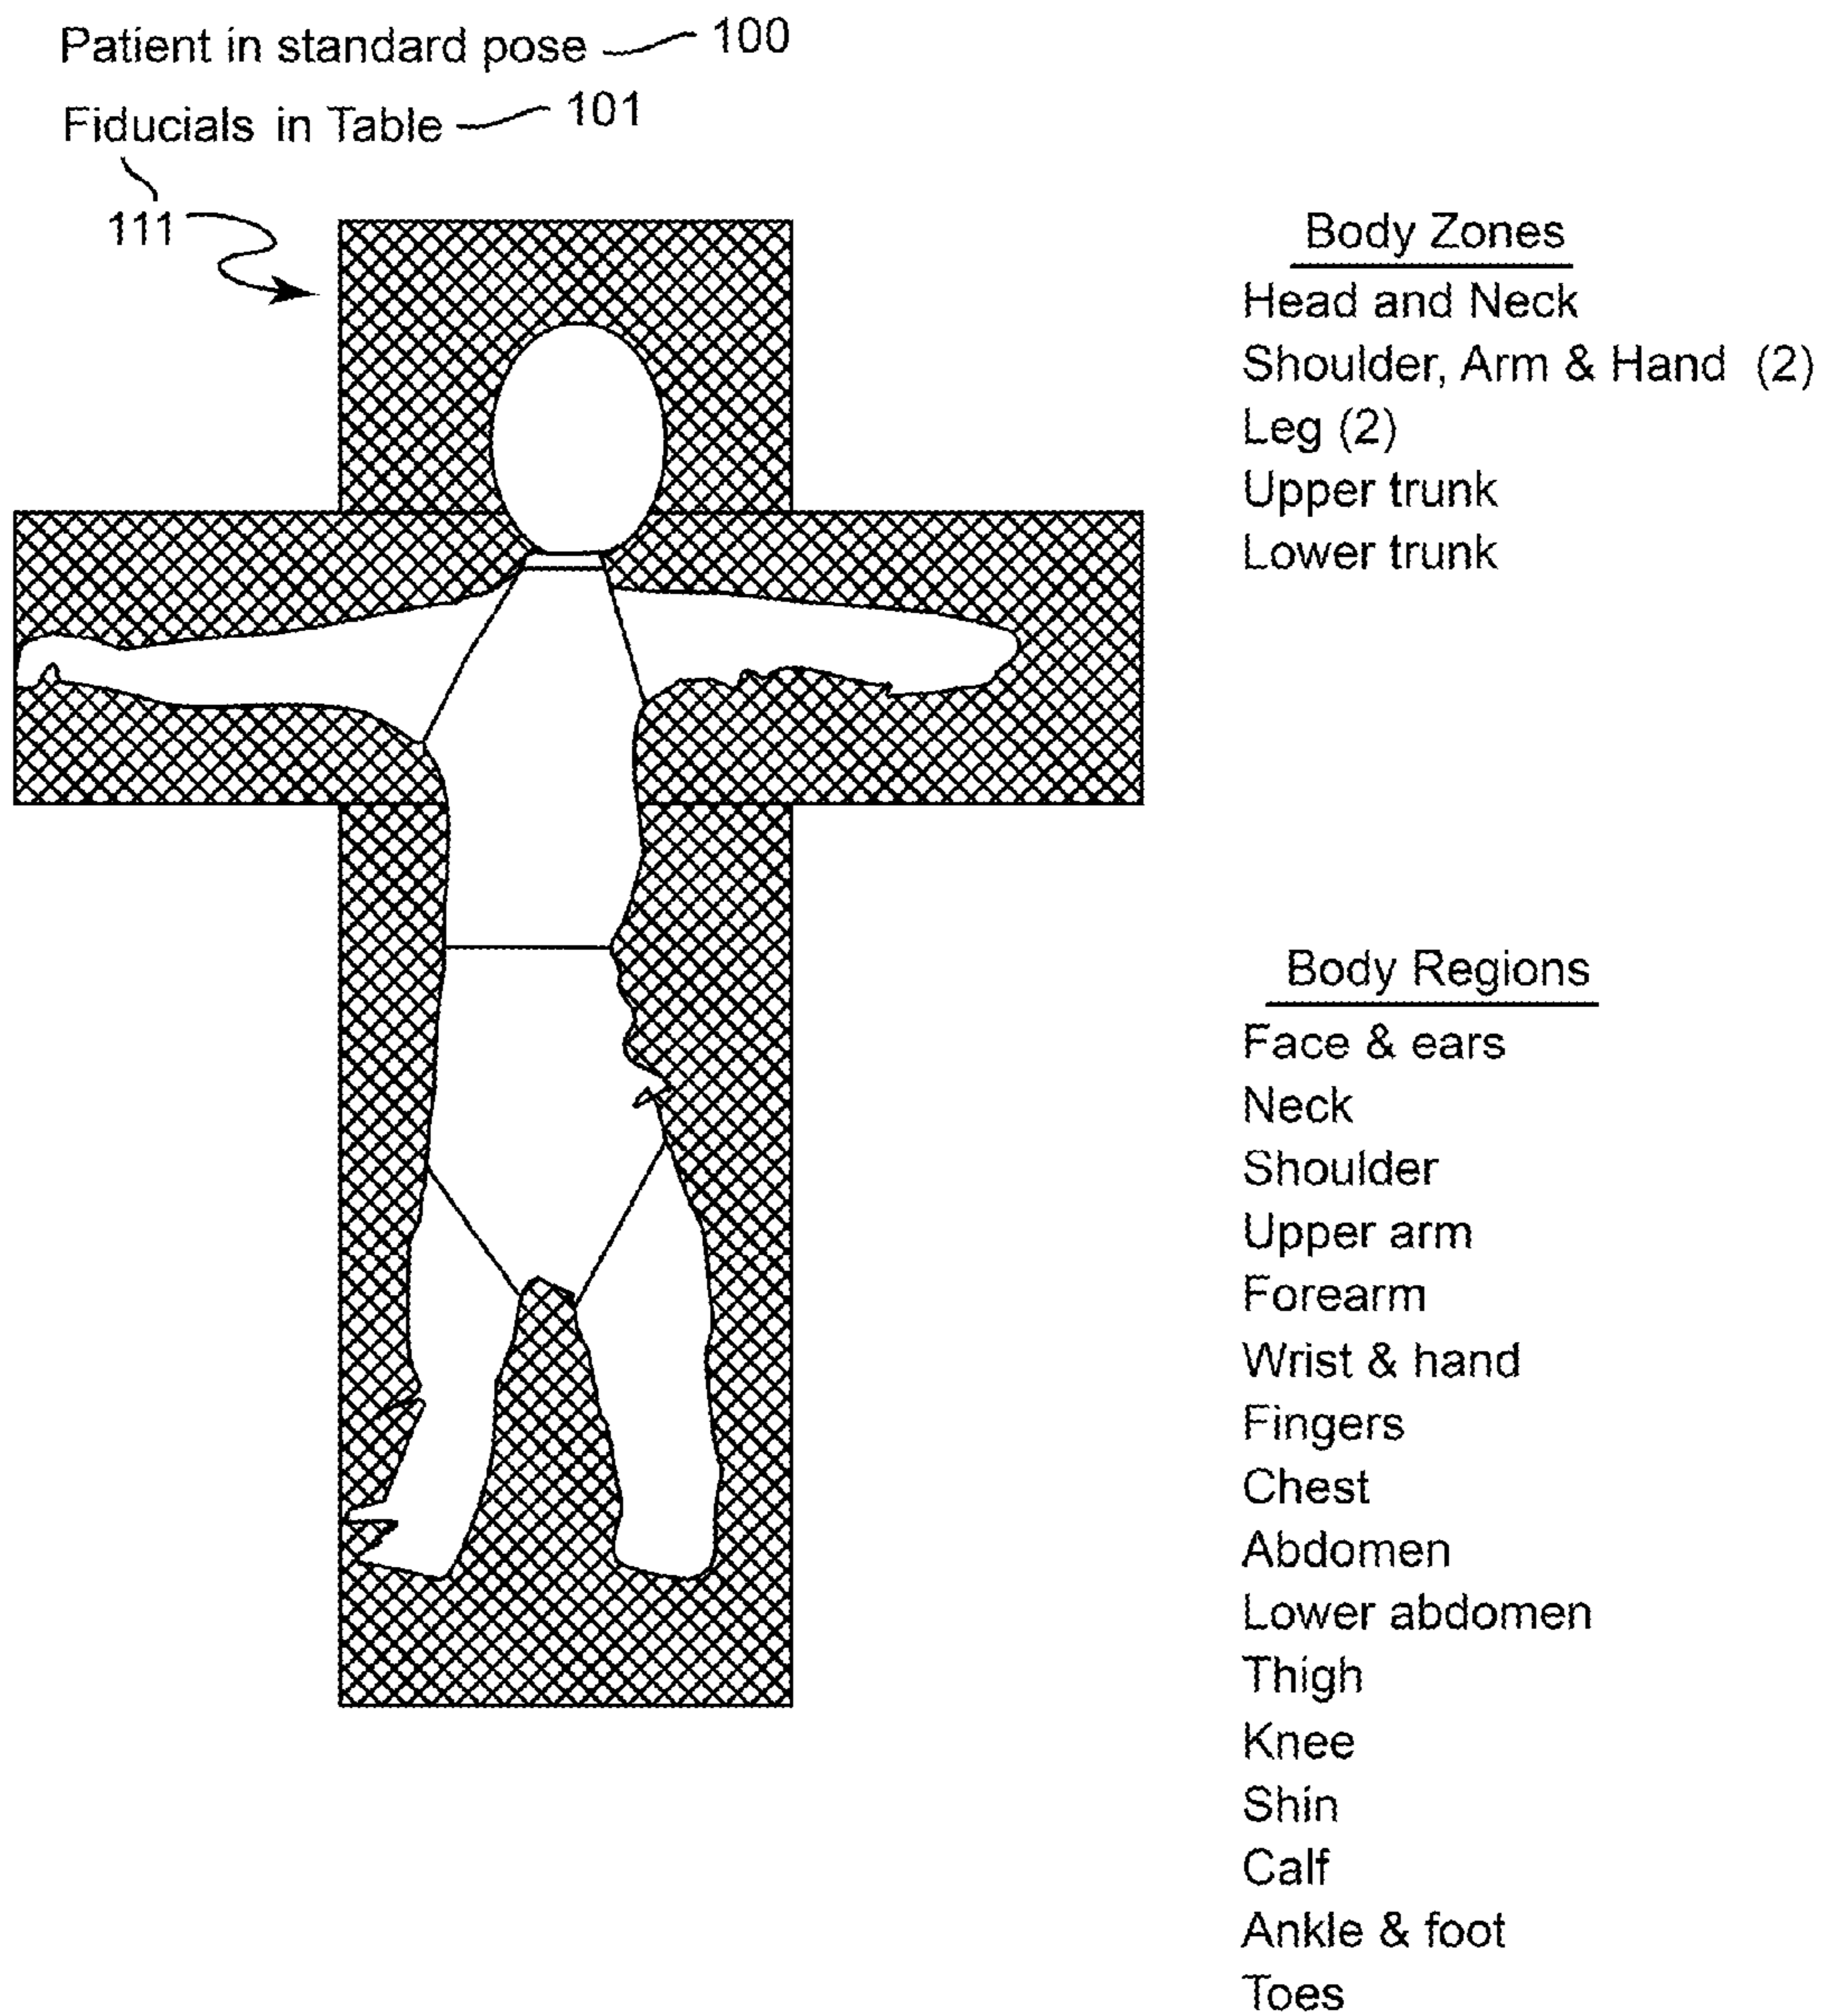 Patient in standard pose 100
Fiducials in Table 101
111
Body Zones
Head and Neck
Shoulder, Arm & Hand (2)
Leg (2)
Upper trunk
Lower trunk
Body Regions
Face & ears
Neck
Shoulder
Upper arm
Forearm
Wrist & hand
Fingers
Chest
Abdomen
Lower abdomen
Thigh
Knee
Shin
Calf
Ankle & foot
Toes